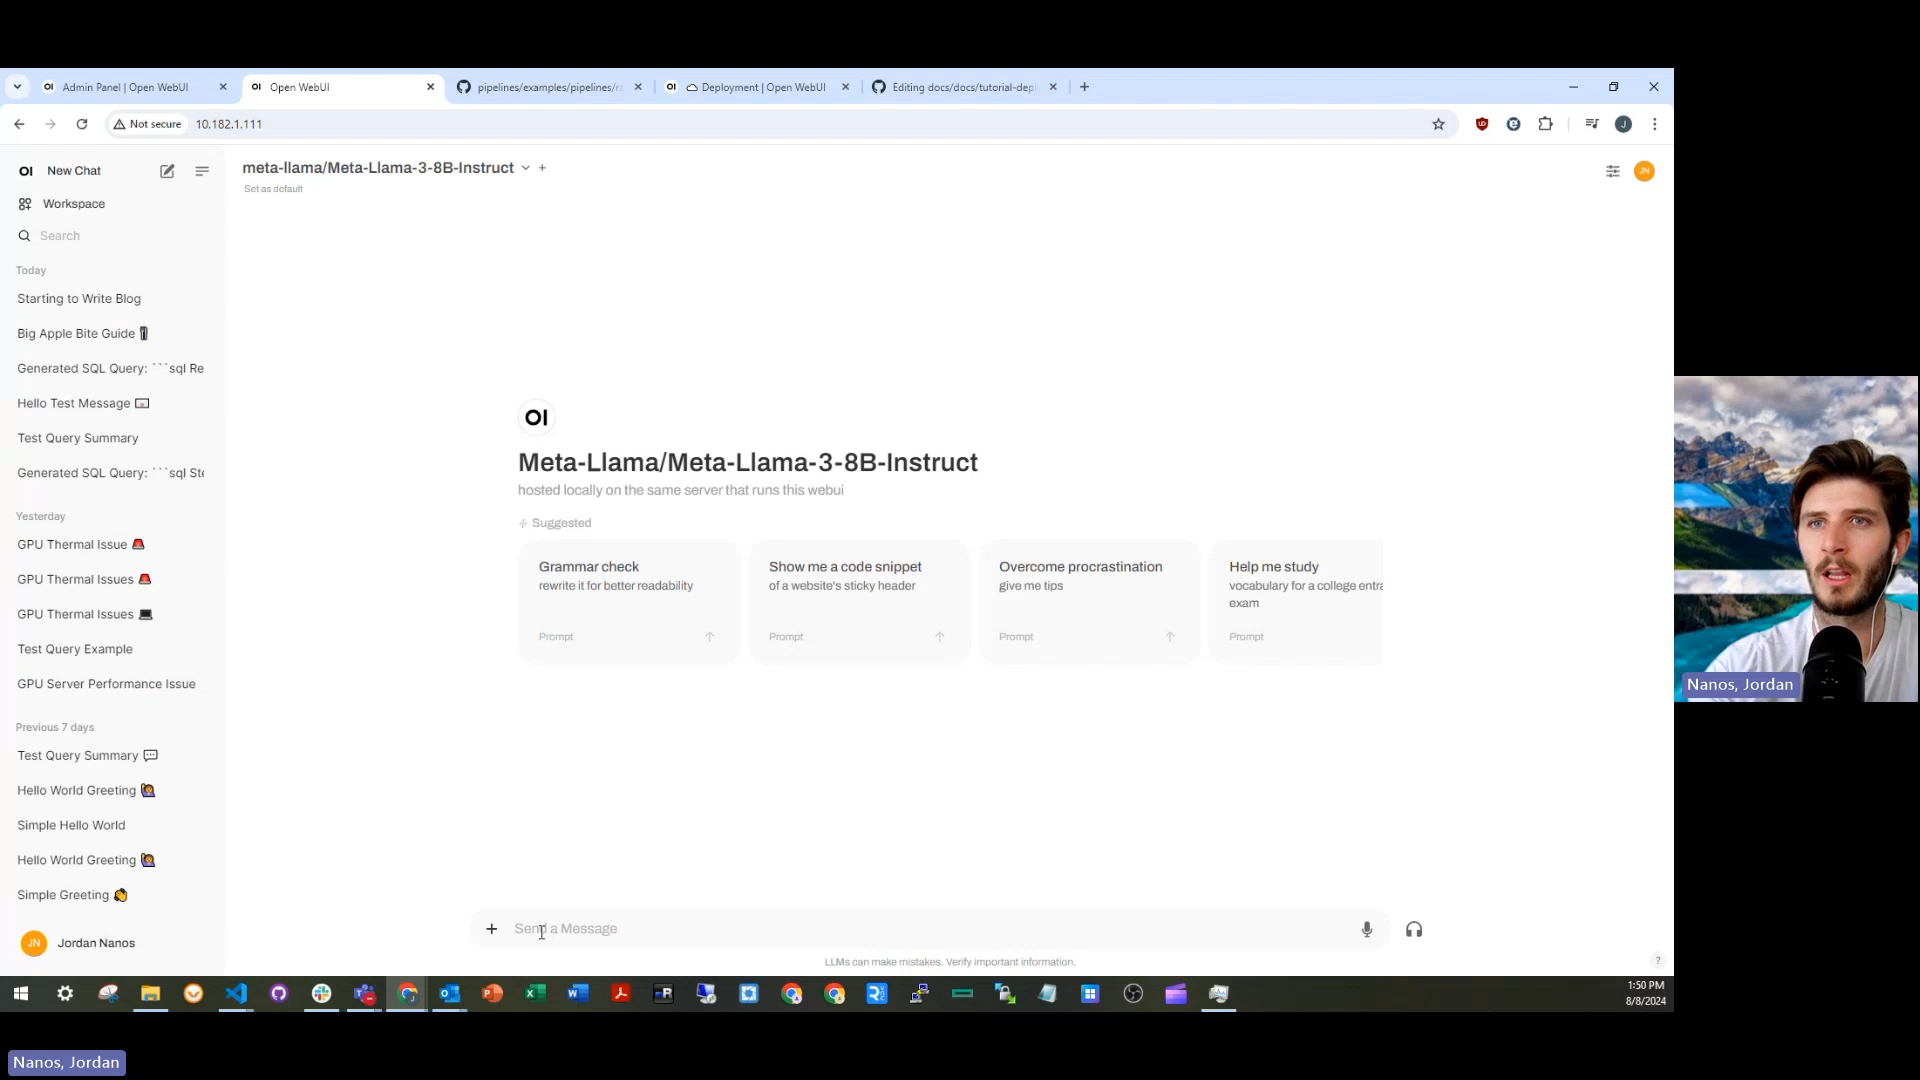 Admin Panel | Open WebUI
Open WebUI
pipelines/examples/pipelines/ra
Deployment | Open WebUI
Editing docs/docs/tutorial-depl
Not secure
10.182.1.111
OI
New Chat
Workspace
Search
Today
Starting to Write Blog
Big Apple Bite Guide
Generated SQL Query: ```sql Re
Hello Test Message
Test Query Summary
Generated SQL Query: ```sql Ste
Yesterday
GPU Thermal Issue
GPU Thermal Issues
GPU Thermal Issues
Test Query Example
GPU Server Performance Issue
Previous 7 days
Test Query Summary
Hello World Greeting
Simple Hello World
Hello World Greeting
Simple Greeting
JN Jordan Nanos
meta-llama/Meta-Llama-3-8B-Instruct
Set as default
JN
OI
Meta-Llama/Meta-Llama-3-8B-Instruct
hosted locally on the same server that runs this webui
Suggested
Grammar check
rewrite it for better readability
Prompt
Show me a code snippet
of a website's sticky header
Prompt
Overcome procrastination
give me tips
Prompt
Help me study
vocabulary for a college entra
exam
Prompt
Send a Message
LLMs can make mistakes. Verify important information.
?
1:50 PM
8/8/2024
Nanos, Jordan
Nanos, Jordan